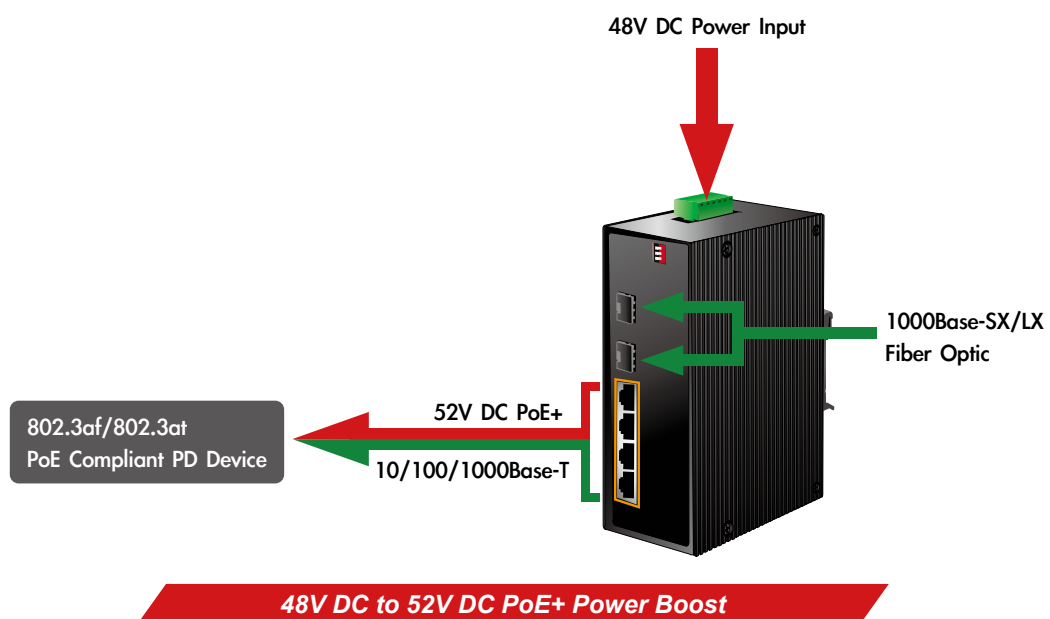 48V DC Power Input
1000Base-SX/LX
Fiber Optic
52V DC PoE+
10/100/1000Base-T
802.3af/802.3at
PoE Compliant PD Device
48V DC to 52V DC PoE+ Power Boost